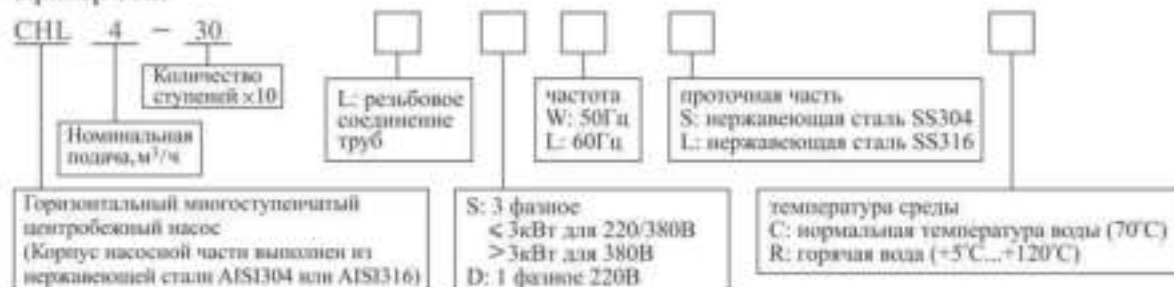 CHL 4 - 30
Количество
ступеней ×10
Номинальная
подача, м³/ч
Горизонтальный многоступенчатый
центробежный насос
(Корпус насосной части выполнен из
нержавеющей стали AISI304 или AISI316)
L: резьбовое
соединение
труб
S: 3 фазное
⩽3кВт для 220/380В
>3кВт для 380В
D: 1 фазное 220В
частота
W: 50Гц
L: 60Гц
проточная часть
S: нержавеющая сталь SS304
L: нержавеющая сталь SS316
температура среды
C: нормальная температура воды (70°C)
R: горячая вода (+5°C...+120°C)